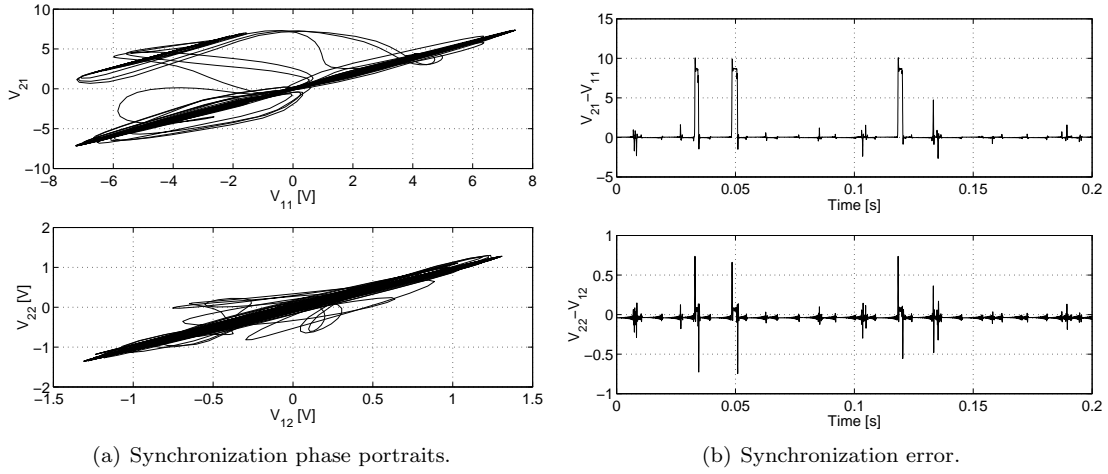 10
5
0
−5
−10
V21
−8 −6 −4 −2 0 2 4 6 8
V11 [V]
2
1
0
−1
−2
V22 [V]
−1.5 −1 −0.5 0 0.5 1 1.5
V12 [V]
(a) Synchronization phase portraits.
15
10
5
0
−5
V21−V11
0 0.05 0.1 0.15 0.2
Time [s]
1
0.5
0
−0.5
−1
V22−V12
0 0.05 0.1 0.15 0.2
Time [s]
(b) Synchronization error.